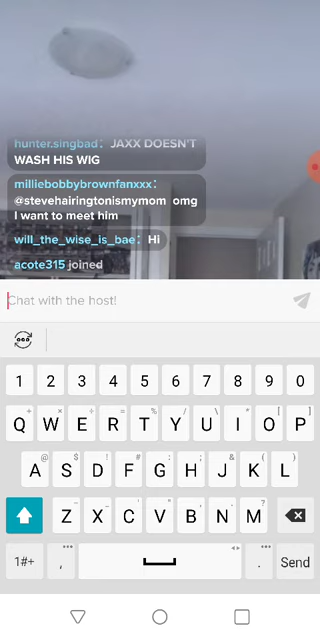 hunter.singbad: JAXX DOESN'T
WASH HIS WIG
milliebobbybrownfanxxx:
@stevehairingtonismymom omg
I want to meet him
will_the_wise_is_bae: Hi
acote315 joined
Chat with the host!
1 2 3 4 5 6 7 8 9 0
+ × ÷ = % / \ * [ ]
Q W E R T Y U I O P
@ $ # : ; & ( )
A S D F G H J K L
- ' " ?
Z X C V B N M
1#+ , . Send